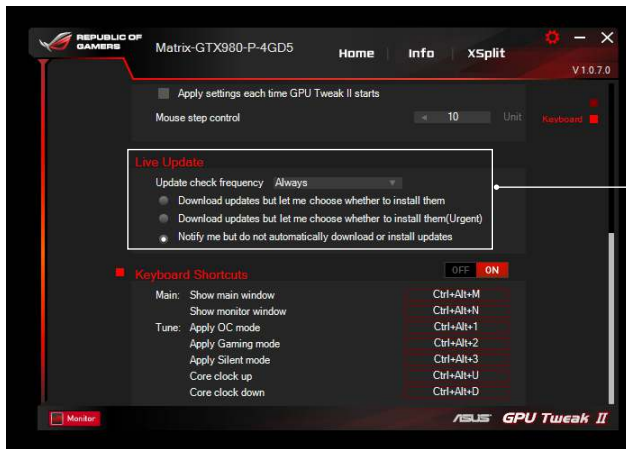 REPUBLIC OF
GAMERS
Matrix-GTX980-P-4GD5
Home
Info
XSplit
V 1.0.7.0
Apply settings each time GPU Tweak II starts
Mouse step control 10 Unit
Keyboard
Live Update
Update check frequency Always
Download updates but let me choose whether to install them
Download updates but let me choose whether to install them(Urgent)
Notify me but do not automatically download or install updates
Keyboard Shortcuts OFF ON
Main: Show main window Ctrl+Alt+M
Show monitor window Ctrl+Alt+N
Tune: Apply OC mode Ctrl+Alt+1
Apply Gaming mode Ctrl+Alt+2
Apply Silent mode Ctrl+Alt+3
Core clock up Ctrl+Alt+U
Core clock down Ctrl+Alt+D
Monitor
ASUS GPU Tweak II